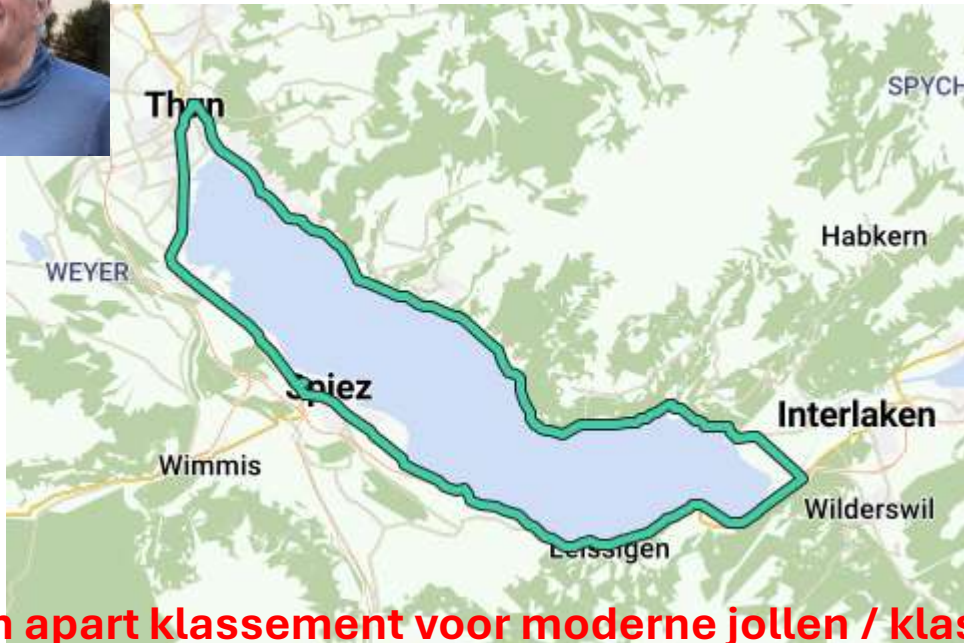 Thun
SPYCH
Habkern
WEYER
Spiez
Interlaken
Wimmis
Wilderswil
Leissigen
n apart klassement voor moderne jollen / klas